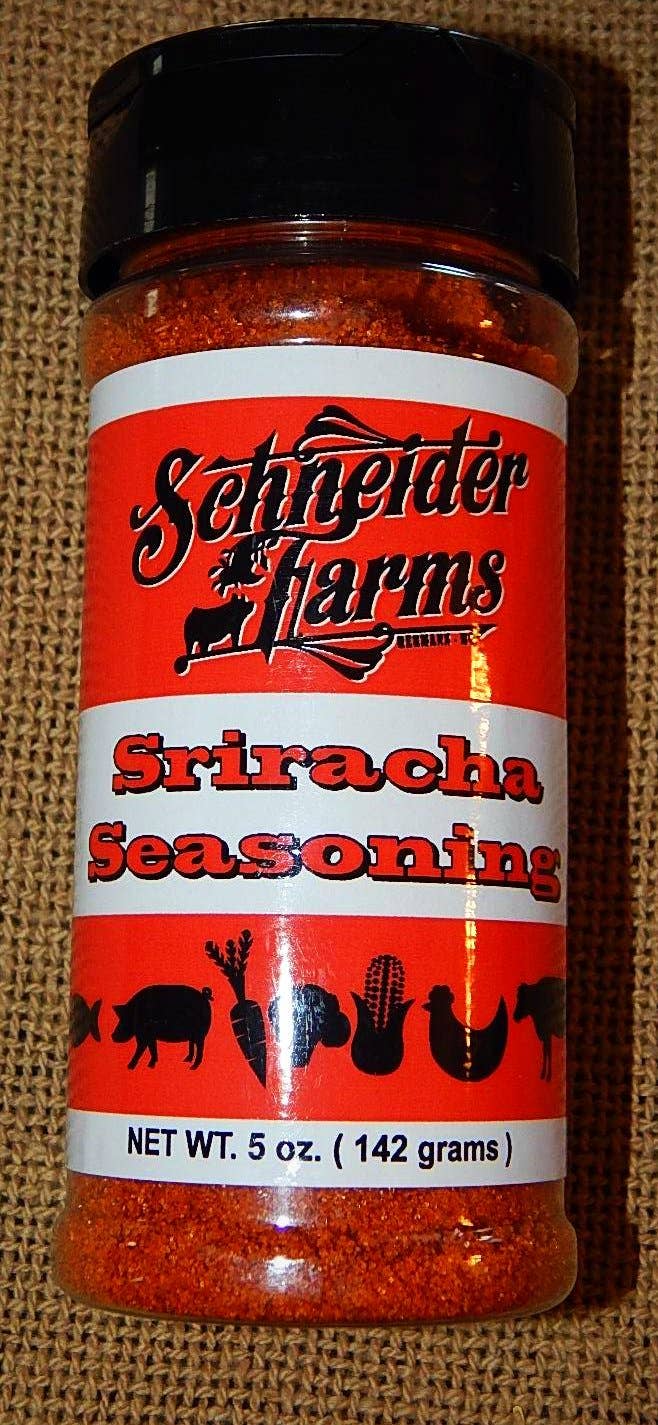 Schneider
Farms
Sriracha
Seasoning
NET WT. 5 oz. ( 142 grams )